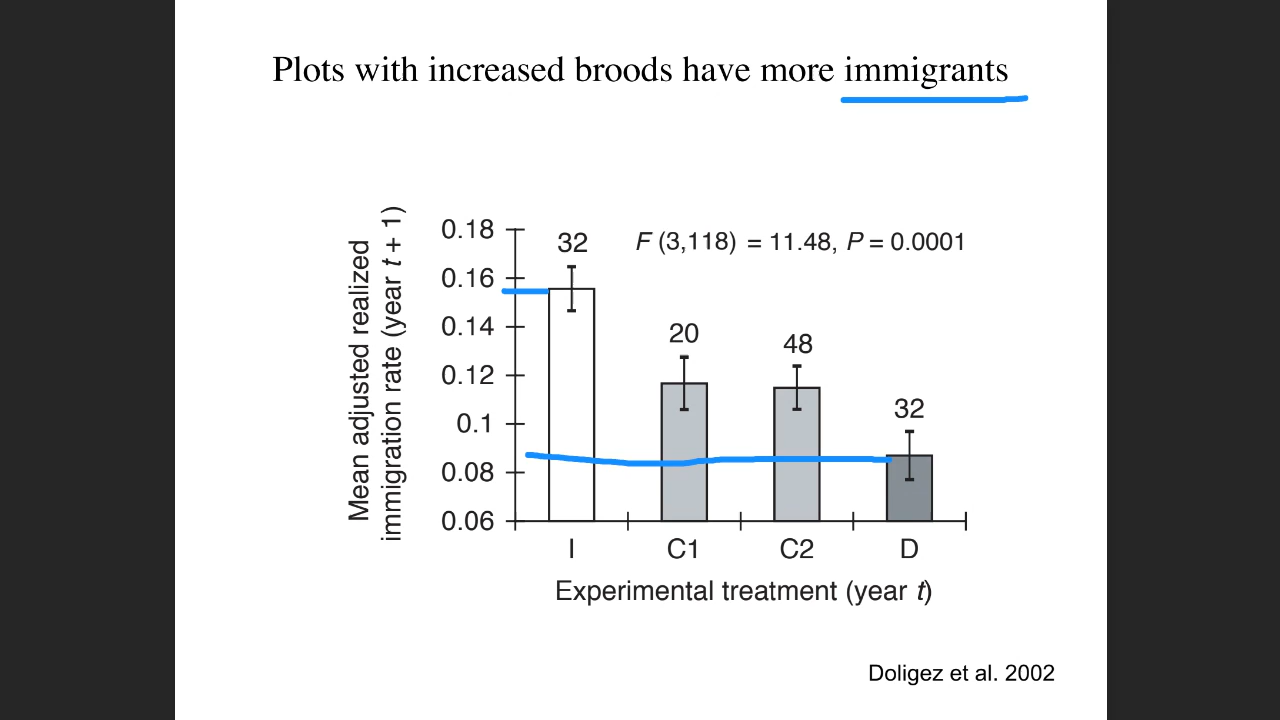 Plots with increased broods have more immigrants
Mean adjusted realized
immigration rate (year t + 1)
0.18
0.16
0.14
0.12
0.1
0.08
0.06
32
F (3,118) = 11.48, P = 0.0001
20
48
32
I
C1
C2
D
Experimental treatment (year t)
Doligez et al. 2002